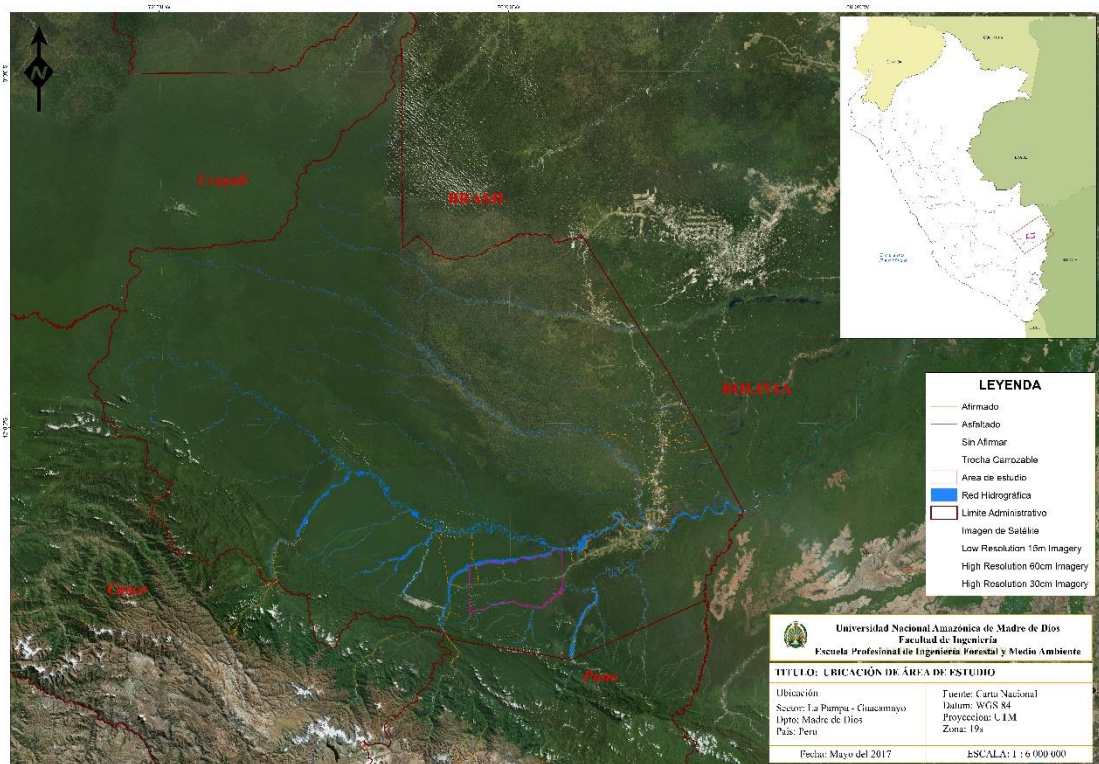 N
Ucayali
BRASIL
BOLIVIA
Cusco
Puno
Océano
Pacífico
LEYENDA
Afirmado
Asfaltado
Sin Afirmar
Trocha Carrozable
Area de estudio
Red Hidrográfica
Limite Administrativo
Imagen de Satélite
Low Resolution 15m Imagery
High Resolution 60cm Imagery
High Resolution 30cm Imagery
Universidad Nacional Amazónica de Madre de Dios
Facultad de Ingeniería
Escuela Profesional de Ingeniería Forestal y Medio Ambiente
TITULO: UBICACIÓN DE ÁREA DE ESTUDIO
Ubicación
Sector: La Pampa - Guacamayo
Dpto: Madre de Dios
Pais: Peru
Fuente: Carta Nacional
Datum: WGS 84
Proyeccion: UTM
Zona: 19s
Fecha: Mayo del 2017
ESCALA: 1 : 6 000 000